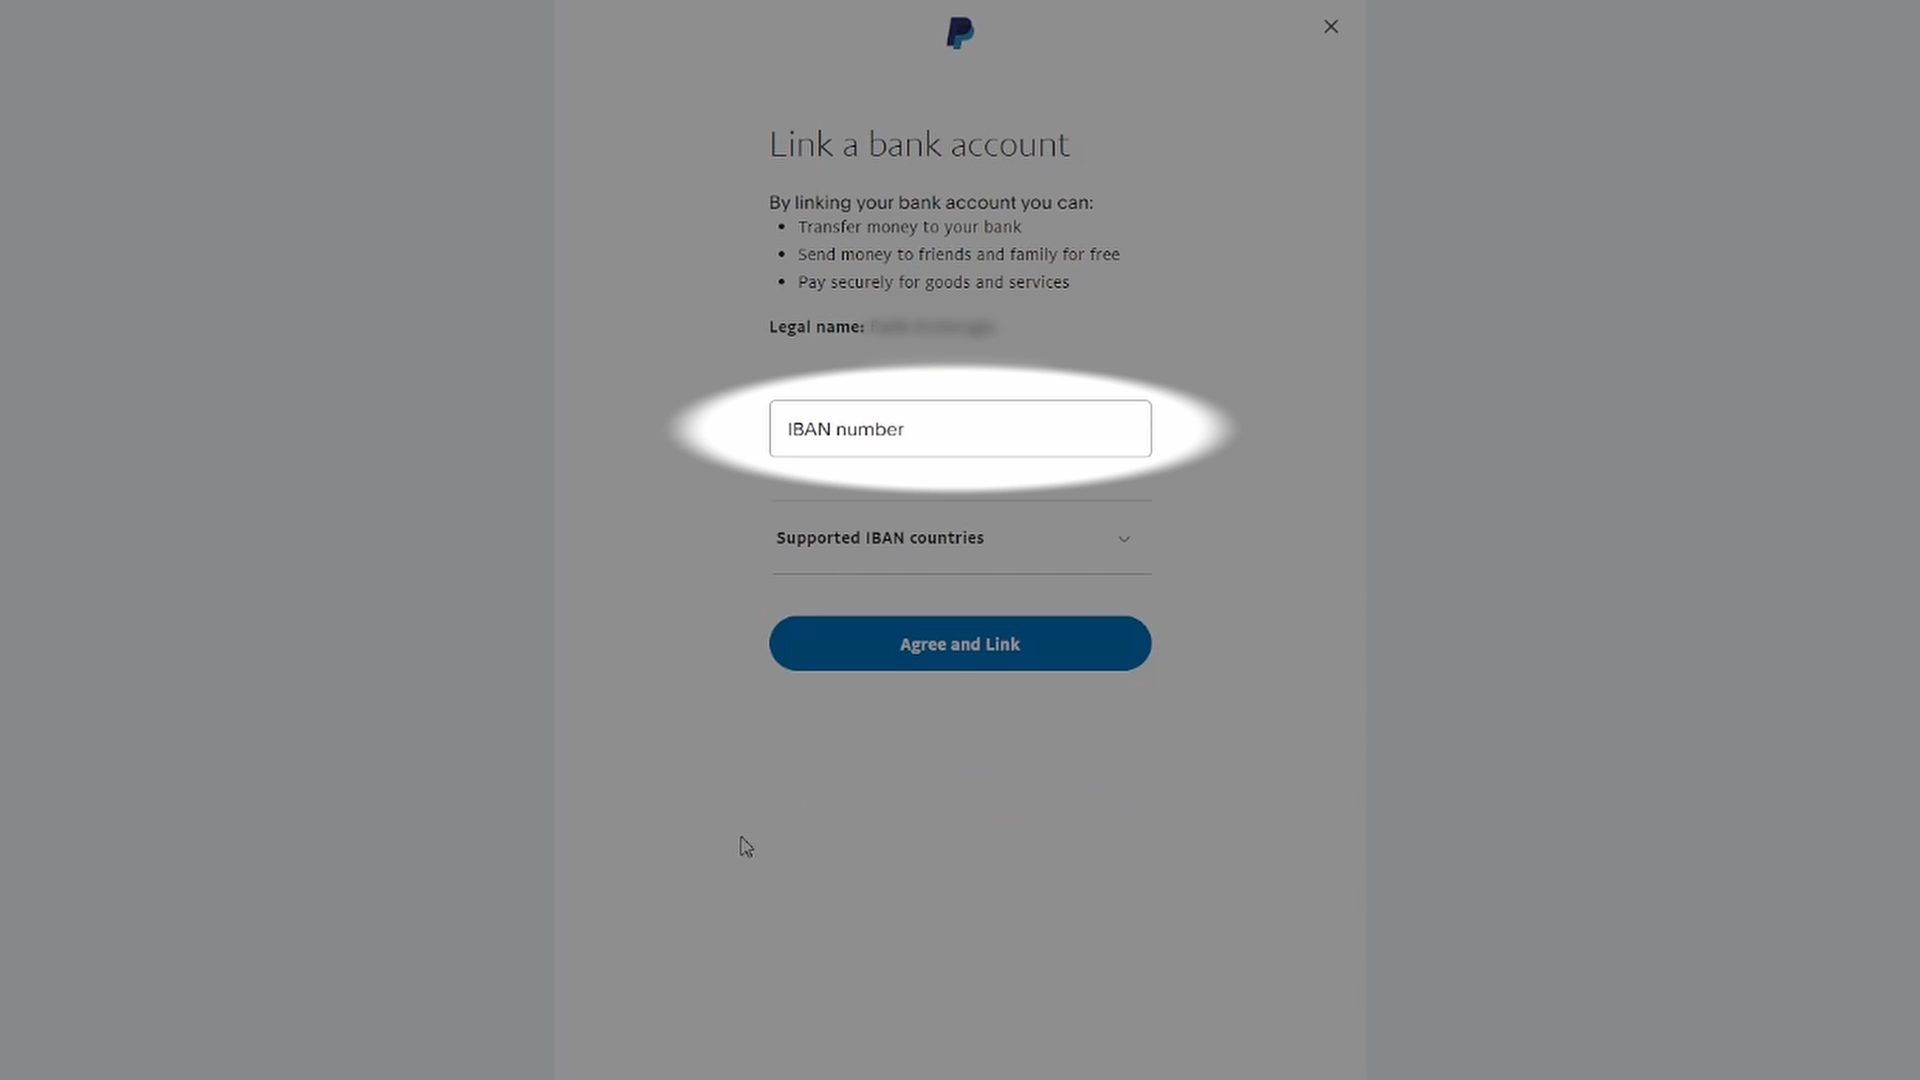 Link a bank account
By linking your bank account you can:
• Transfer money to your bank
• Send money to friends and family for free
• Pay securely for goods and services
Legal name:
IBAN number
Supported IBAN countries
Agree and Link